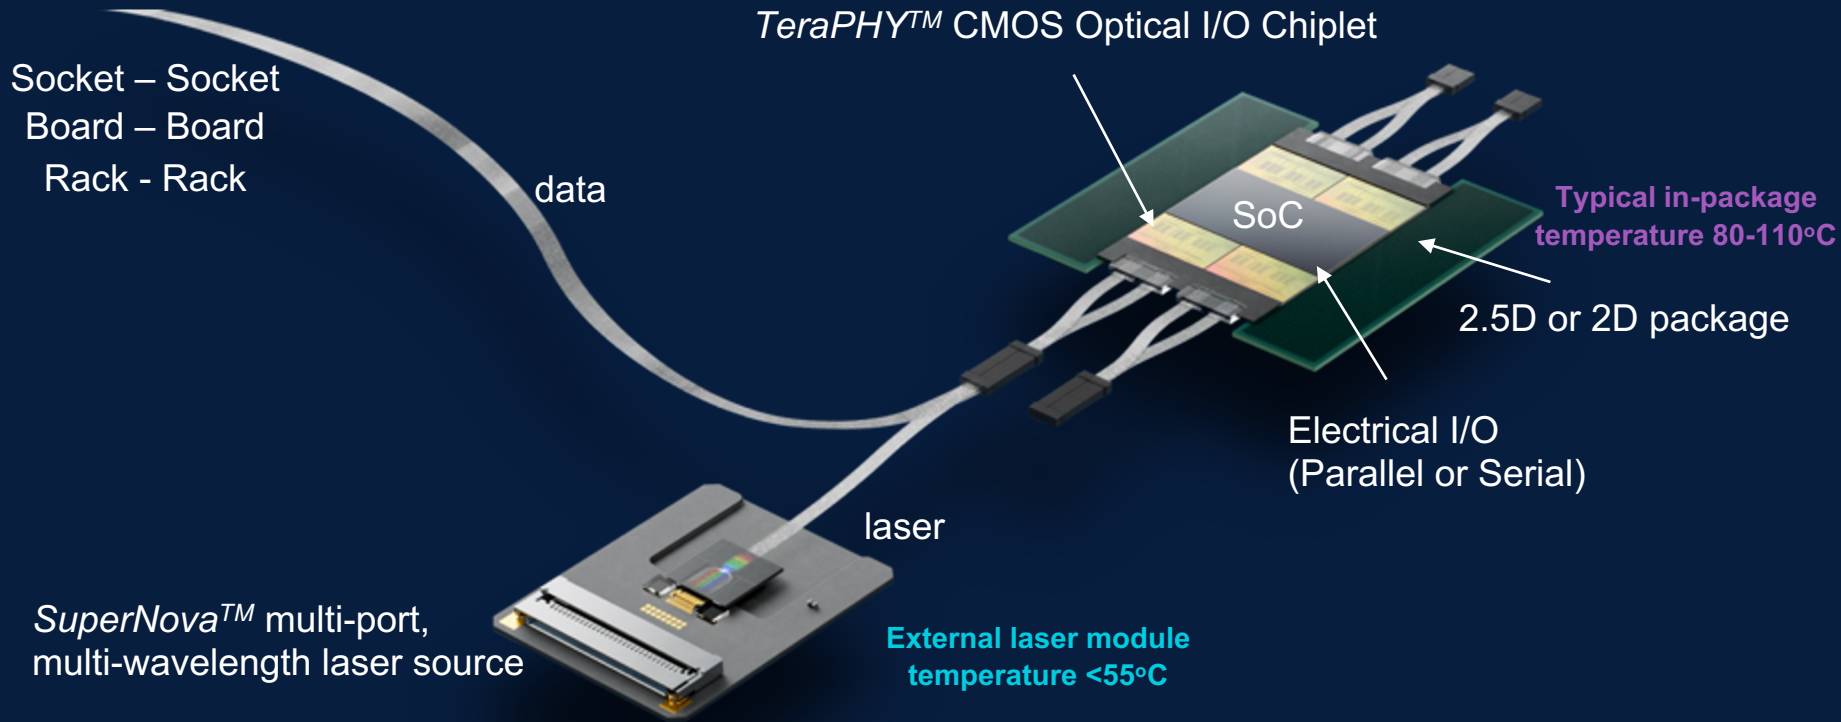 TeraPHY™ CMOS Optical I/O Chiplet
Socket – Socket
Board – Board
Rack - Rack
data
SoC
Typical in-package
temperature 80-110°C
2.5D or 2D package
Electrical I/O
(Parallel or Serial)
laser
SuperNova™ multi-port,
multi-wavelength laser source
External laser module
temperature <55°C